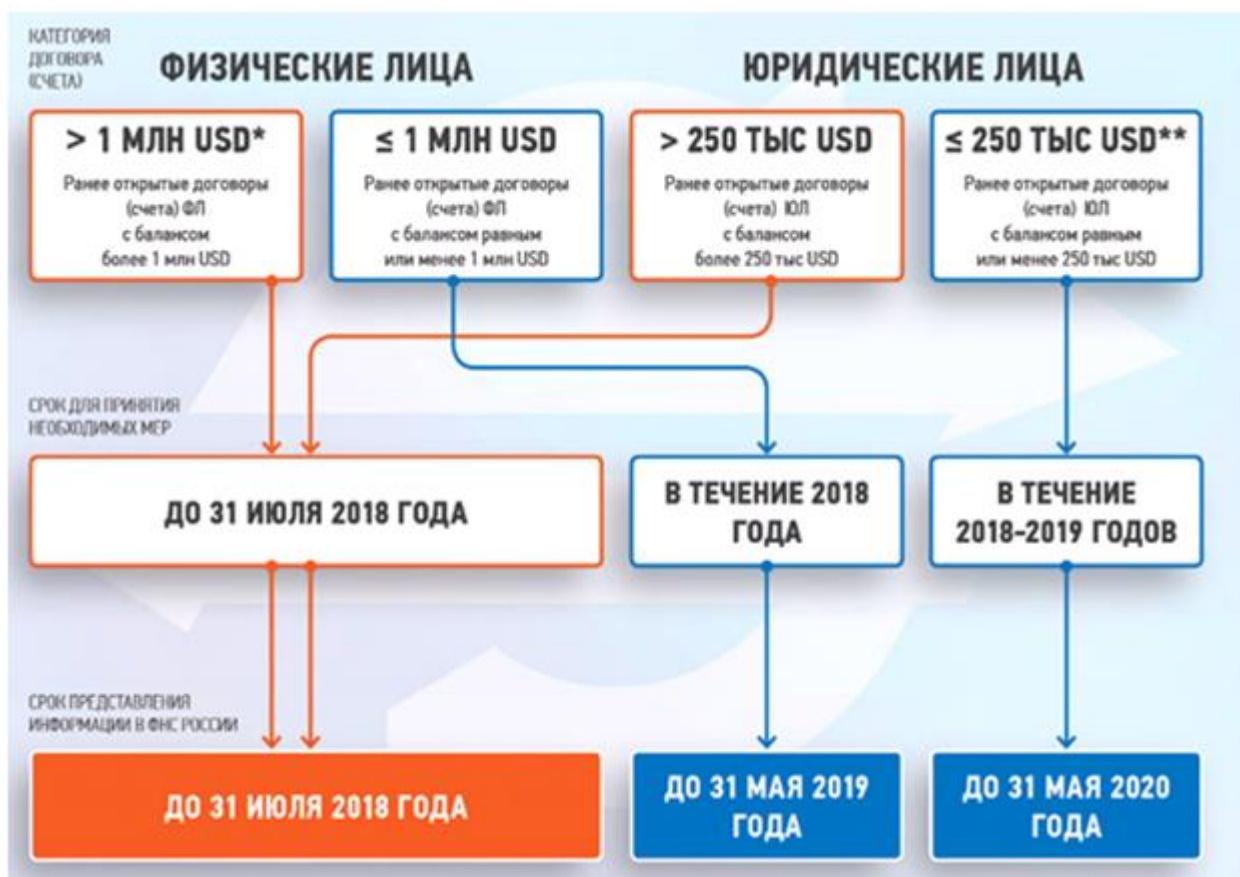 КАТЕГОРИЯ
ДОГОВОРА
(СЧЕТА)
ФИЗИЧЕСКИЕ ЛИЦА
ЮРИДИЧЕСКИЕ ЛИЦА
> 1 МЛН USD*
Ранее открытые договоры
(счета) ФЛ
с балансом
более 1 млн USD
≤ 1 МЛН USD
Ранее открытые договоры
(счета) ФЛ
с балансом равным
или менее 1 млн USD
> 250 ТЫС USD
Ранее открытые договоры
(счета) ЮЛ
с балансом
более 250 тыс USD
≤ 250 ТЫС USD**
Ранее открытые договоры
(счета) ЮЛ
с балансом равным
или менее 250 тыс USD
СРОК ДЛЯ ПРИНЯТИЯ
НЕОБХОДИМЫХ МЕР
ДО 31 ИЮЛЯ 2018 ГОДА
В ТЕЧЕНИЕ 2018
ГОДА
В ТЕЧЕНИЕ
2018-2019 ГОДОВ
СРОК ПРЕДСТАВЛЕНИЯ
ИНФОРМАЦИИ В ФНС РОССИИ
ДО 31 ИЮЛЯ 2018 ГОДА
ДО 31 МАЯ 2019
ГОДА
ДО 31 МАЯ 2020
ГОДА